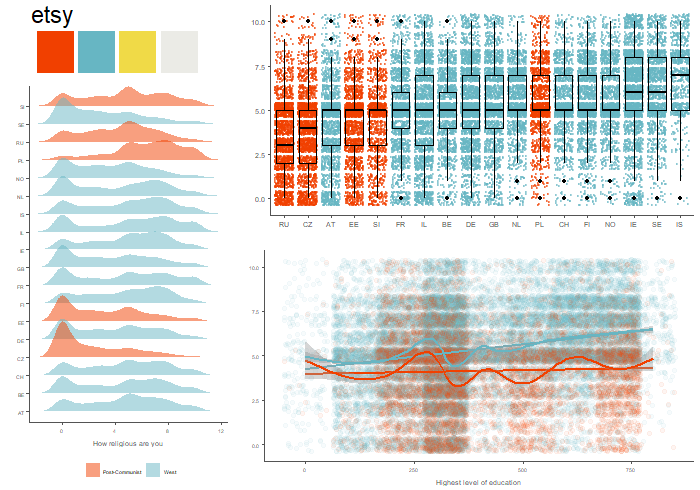 etsy
SI
SE
RU
PL
NO
NL
IS
IL
IE
GB
FR
FI
EE
DE
CZ
CH
BE
AT
0 4 8 12
How religious are you
Post-Communist West
10.0
7.5
5.0
2.5
0.0
RU CZ AT EE SI FR IL BE DE GB NL PL CH FI NO IE SE IS
10.0
7.5
5.0
2.5
0.0
0 250 500 750
Highest level of education